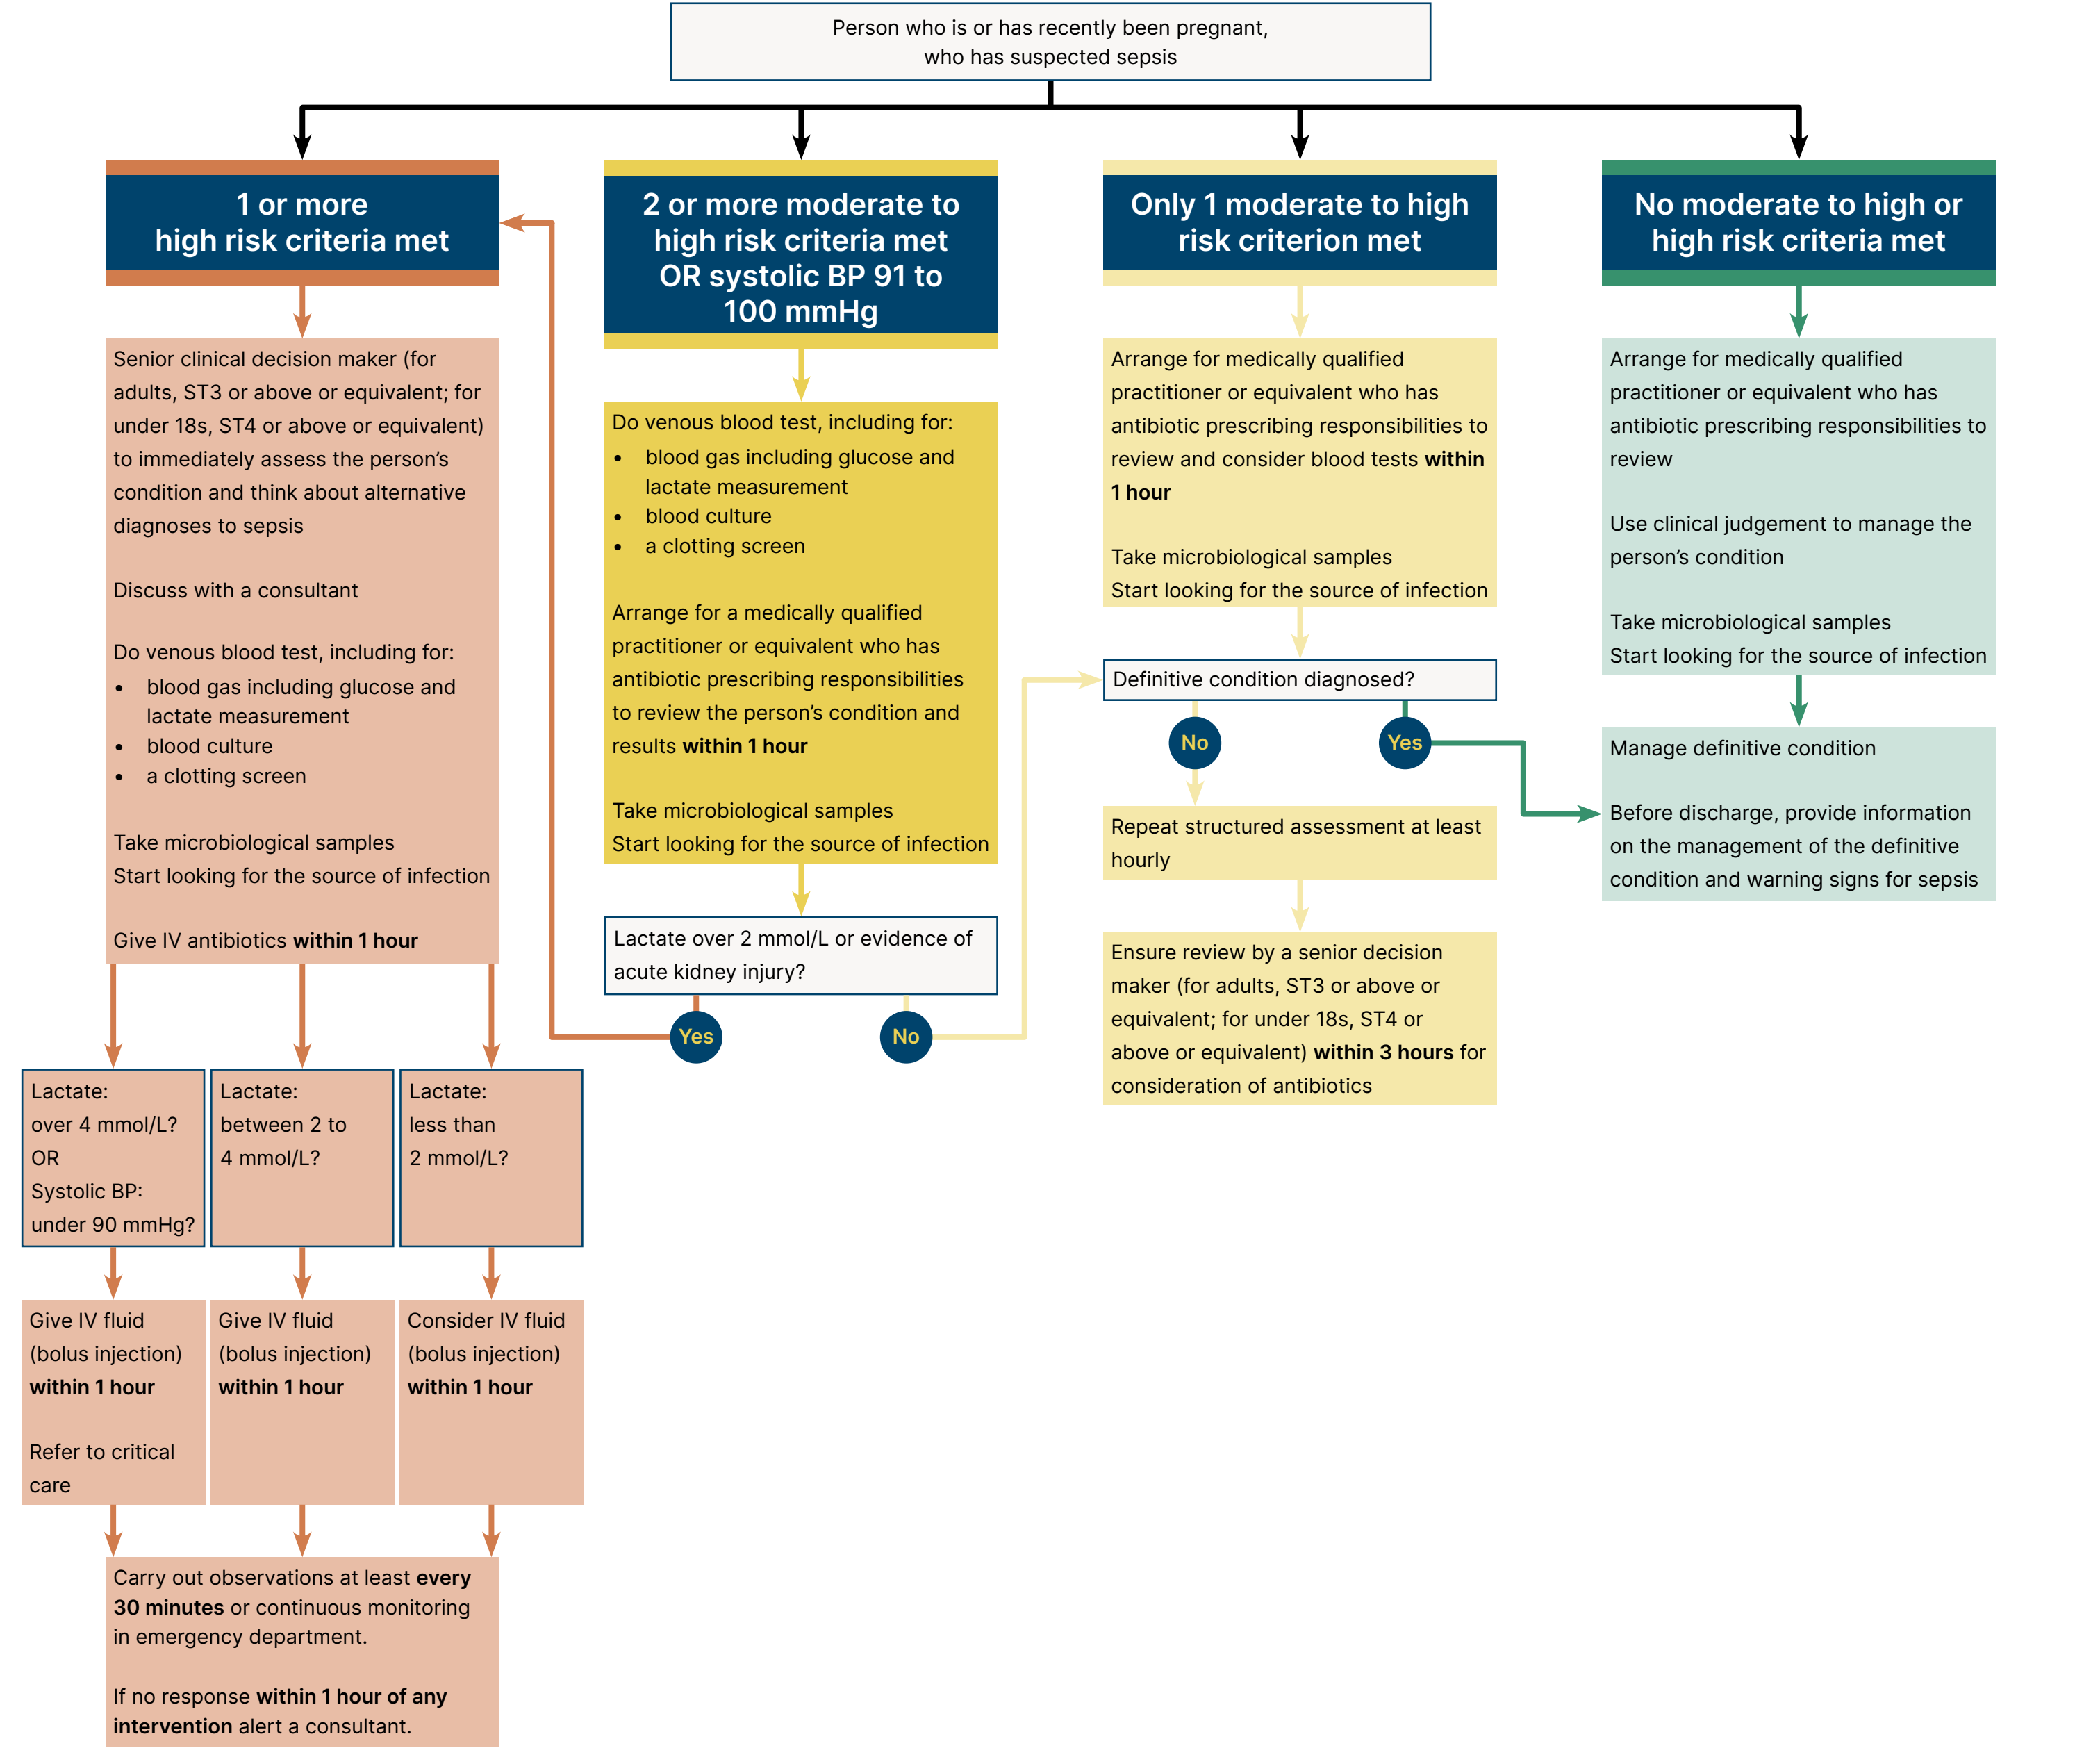 Person who is or has recently been pregnant,
who has suspected sepsis
1 or more
high risk criteria met
Senior clinical decision maker (for
adults, ST3 or above or equivalent; for
under 18s, ST4 or above or equivalent)
to immediately assess the person’s
condition and think about alternative
diagnoses to sepsis
Discuss with a consultant
Do venous blood test, including for:
• blood gas including glucose and
lactate measurement
• blood culture
• a clotting screen
Take microbiological samples
Start looking for the source of infection
Give IV antibiotics within 1 hour
Lactate:
over 4 mmol/L?
OR
Systolic BP:
under 90 mmHg?
Give IV fluid
(bolus injection)
within 1 hour
Refer to critical
care
Lactate:
between 2 to
4 mmol/L?
Give IV fluid
(bolus injection)
within 1 hour
Lactate:
less than
2 mmol/L?
Consider IV fluid
(bolus injection)
within 1 hour
Carry out observations at least every
30 minutes or continuous monitoring
in emergency department.
If no response within 1 hour of any
intervention alert a consultant.
2 or more moderate to
high risk criteria met
OR systolic BP 91 to
100 mmHg
Do venous blood test, including for:
• blood gas including glucose and
lactate measurement
• blood culture
• a clotting screen
Arrange for a medically qualified
practitioner or equivalent who has
antibiotic prescribing responsibilities
to review the person’s condition and
results within 1 hour
Take microbiological samples
Start looking for the source of infection
Lactate over 2 mmol/L or evidence of
acute kidney injury?
Yes
No
Only 1 moderate to high
risk criterion met
Arrange for medically qualified
practitioner or equivalent who has
antibiotic prescribing responsibilities to
review and consider blood tests within
1 hour
Take microbiological samples
Start looking for the source of infection
Definitive condition diagnosed?
No
Yes
Repeat structured assessment at least
hourly
Ensure review by a senior decision
maker (for adults, ST3 or above or
equivalent; for under 18s, ST4 or
above or equivalent) within 3 hours for
consideration of antibiotics
No moderate to high or
high risk criteria met
Arrange for medically qualified
practitioner or equivalent who has
antibiotic prescribing responsibilities to
review
Use clinical judgement to manage the
person’s condition
Take microbiological samples
Start looking for the source of infection
Manage definitive condition
Before discharge, provide information
on the management of the definitive
condition and warning signs for sepsis